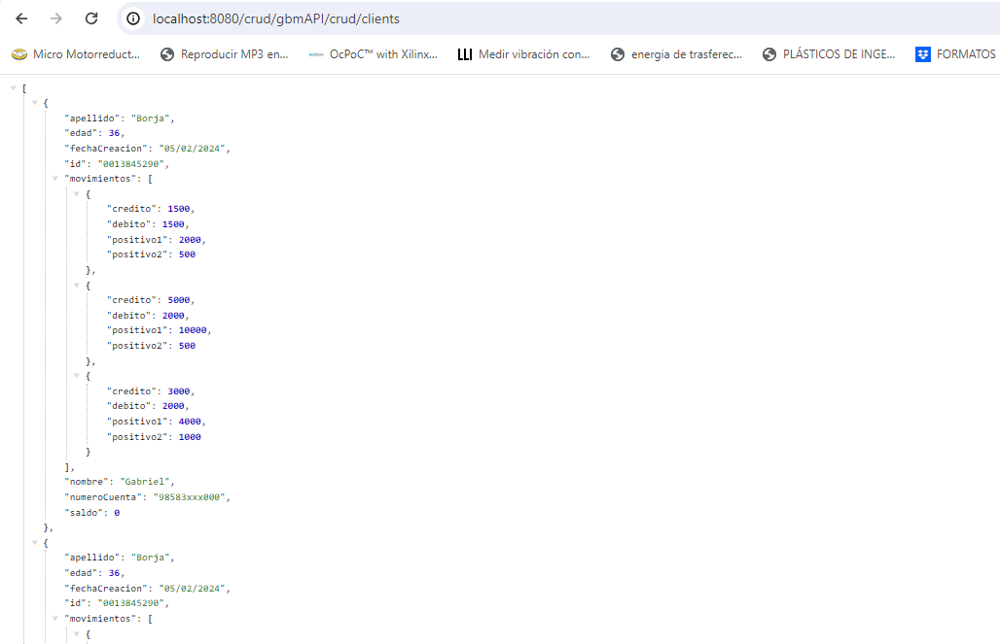 localhost:8080/crud/gbmAPI/crud/clients
Micro Motorreduct... Reproducir MP3 en... OcPoC™ with Xilinx... Medir vibración con... energia de trasferec... PLÁSTICOS DE INGE... FORMATOS
[
{
"apellido": "Borja",
"edad": 36,
"fechaCreacion": "05/02/2024",
"id": "0013845290",
"movimientos": [
{
"credito": 1500,
"debito": 1500,
"positivo1": 2000,
"positivo2": 500
},
{
"credito": 5000,
"debito": 2000,
"positivo1": 10000,
"positivo2": 500
},
{
"credito": 3000,
"debito": 2000,
"positivo1": 4000,
"positivo2": 1000
}
],
"nombre": "Gabriel",
"numeroCuenta": "98583xxx000",
"saldo": 0
},
{
"apellido": "Borja",
"edad": 36,
"fechaCreacion": "05/02/2024",
"id": "0013845290",
"movimientos": [
{